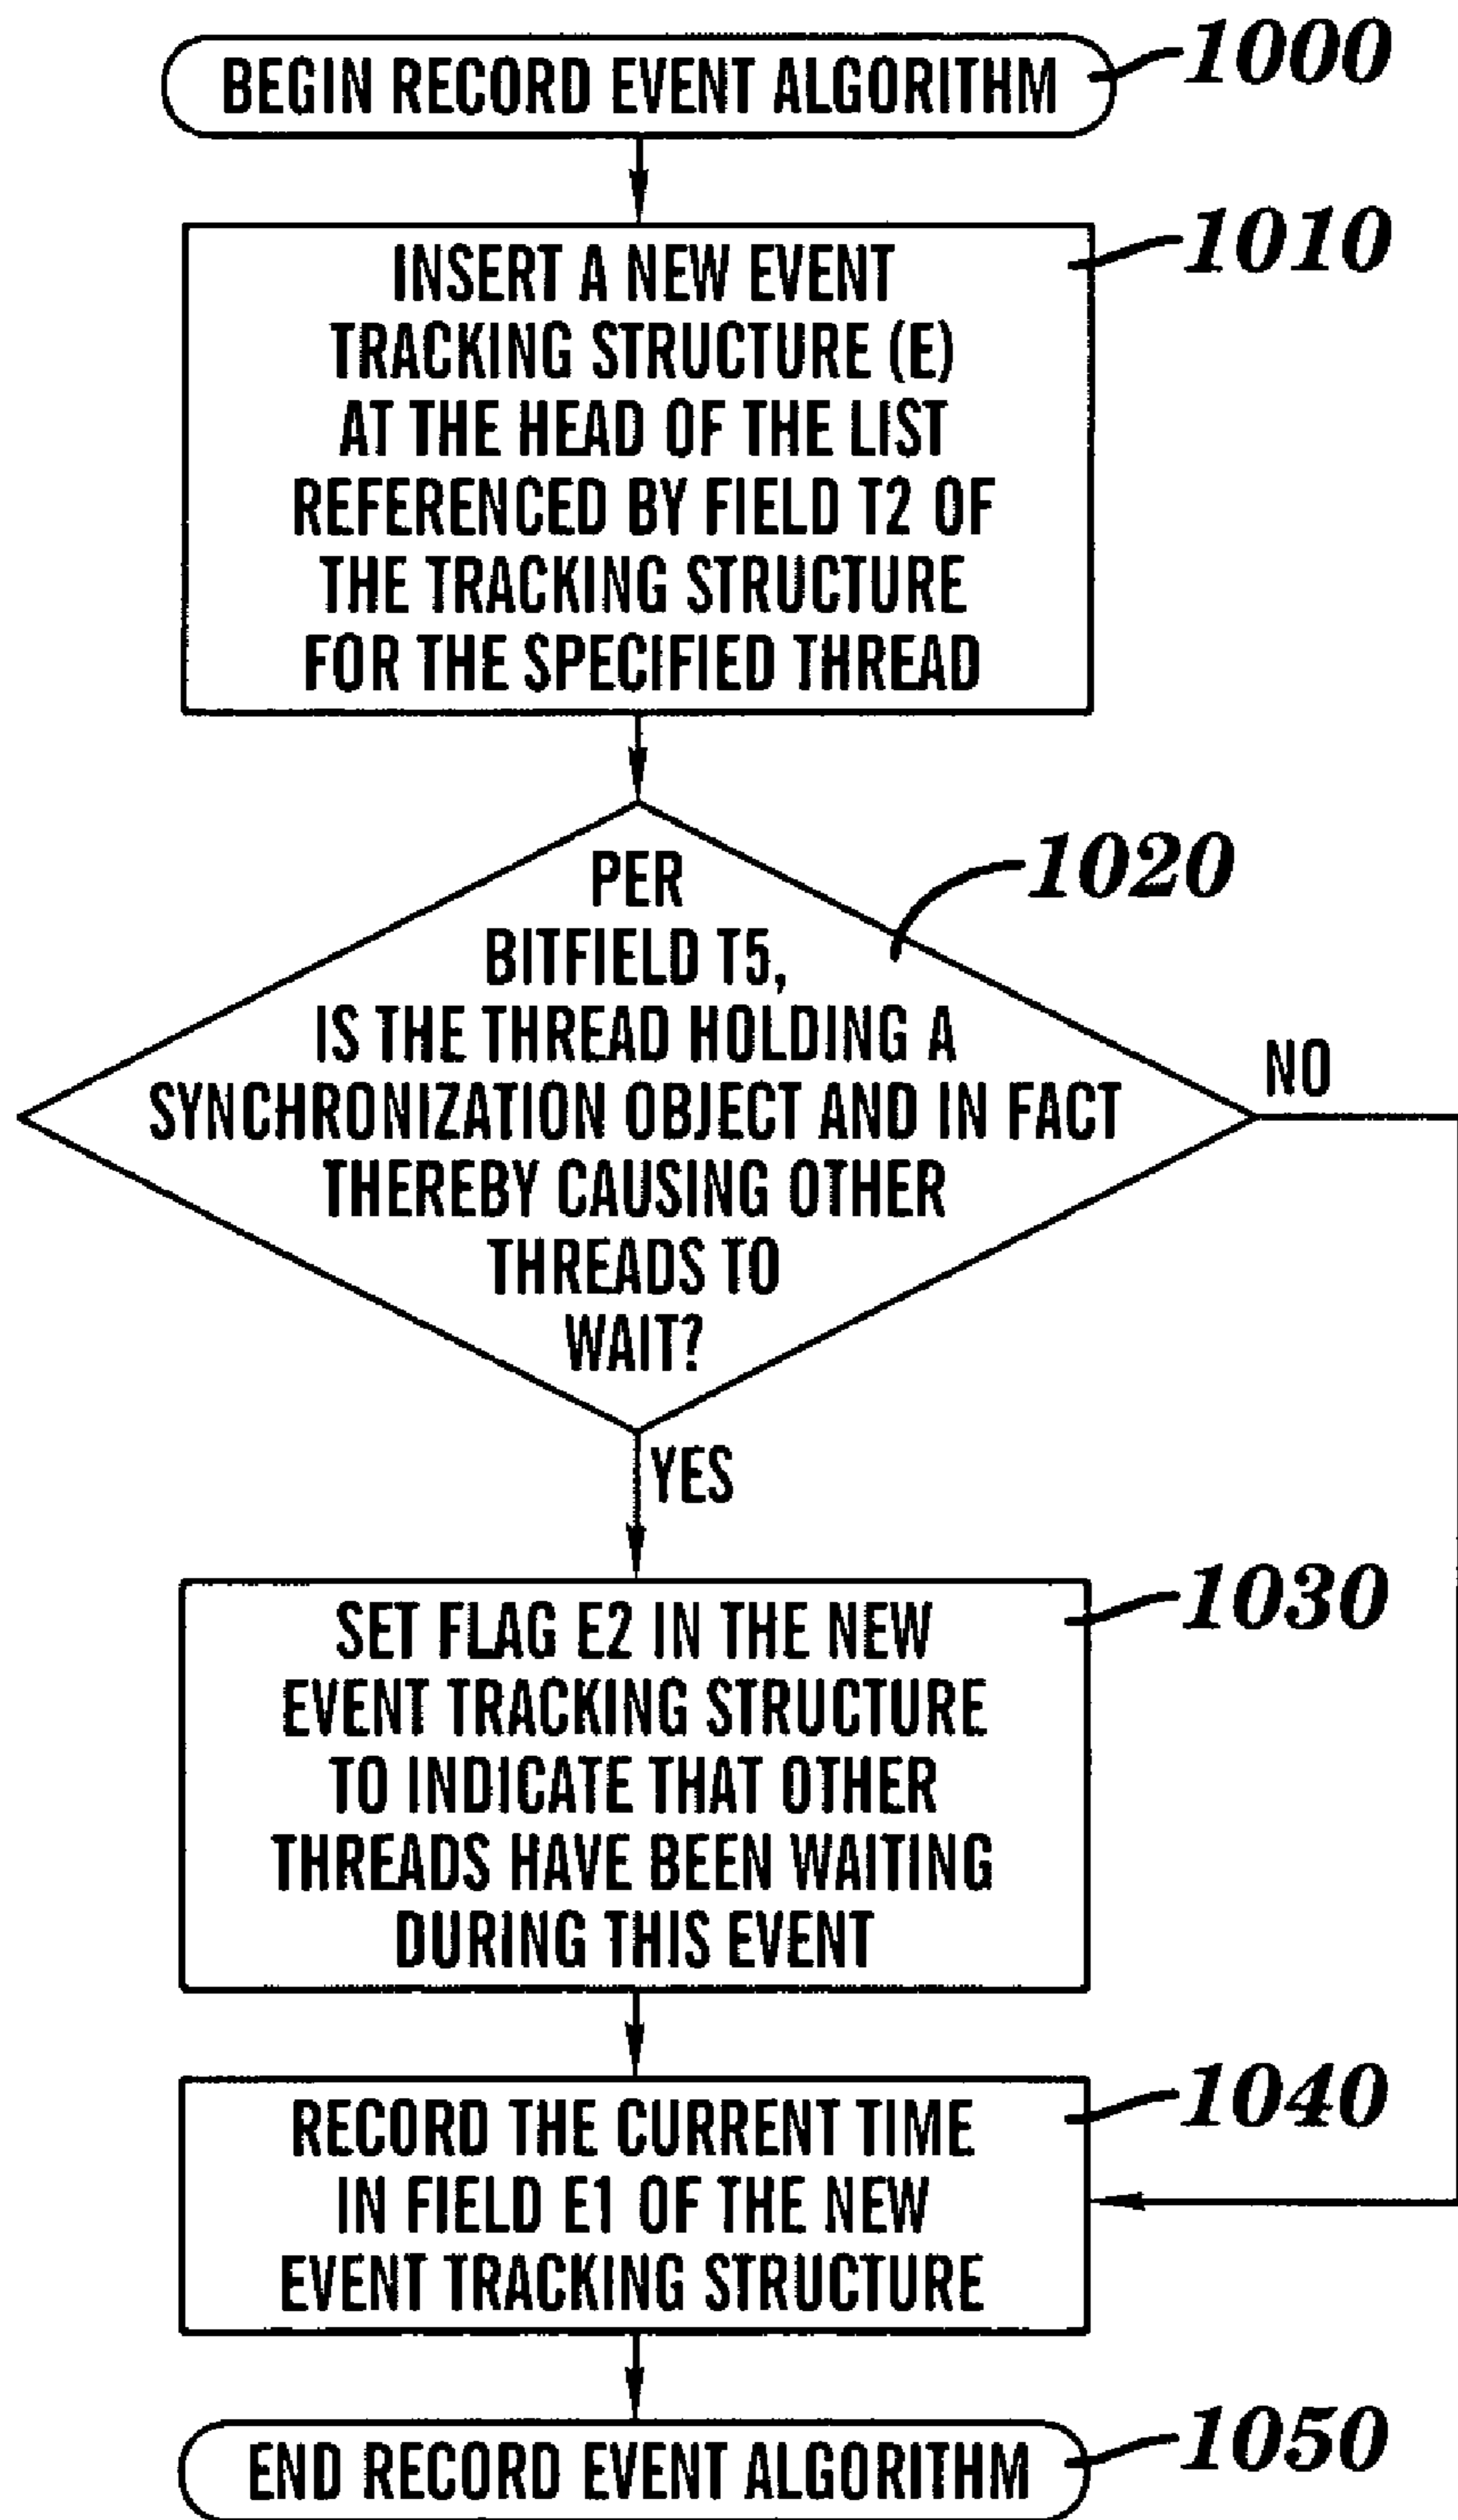 BEGIN RECORD EVENT ALGORITHM
1000
INSERT A NEW EVENT
TRACKING STRUCTURE (E)
AT THE HEAD OF THE LIST
REFERENCED BY FIELD T2 OF
THE TRACKING STRUCTURE
FOR THE SPECIFIED THREAD
1010
PER
BITFIELD T5,
IS THE THREAD HOLDING A
SYNCHRONIZATION OBJECT AND IN FACT
THEREBY CAUSING OTHER
THREADS TO
WAIT?
1020
NO
YES
SET FLAG E2 IN THE NEW
EVENT TRACKING STRUCTURE
TO INDICATE THAT OTHER
THREADS HAVE BEEN WAITING
DURING THIS EVENT
1030
RECORD THE CURRENT TIME
IN FIELD E1 OF THE NEW
EVENT TRACKING STRUCTURE
1040
END RECORD EVENT ALGORITHM
1050